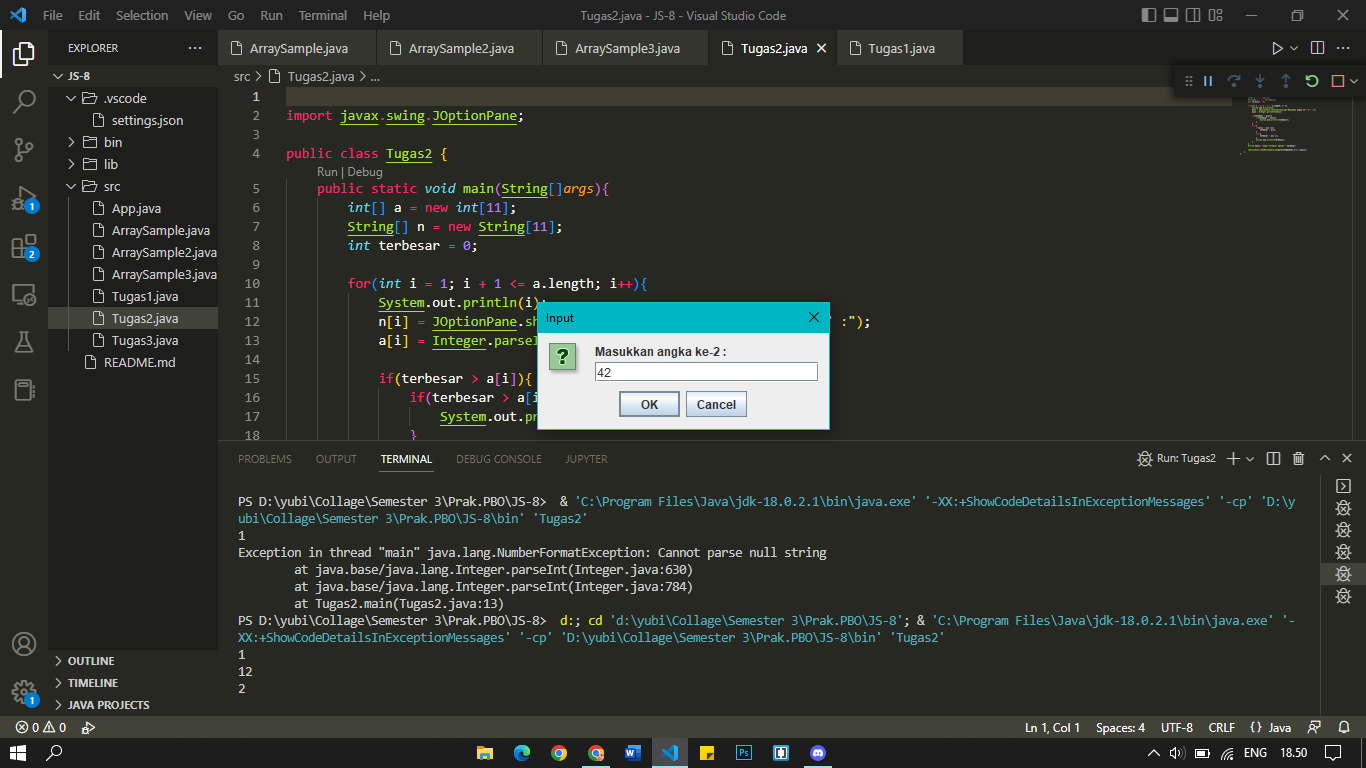 File Edit Selection View Go Run Terminal Help
Tugas2.java - JS-8 - Visual Studio Code
EXPLORER
JS-8
.vscode
settings.json
bin
lib
src
App.java
ArraySample.java
ArraySample2.java
ArraySample3.java
Tugas1.java
Tugas2.java
Tugas3.java
README.md
OUTLINE
TIMELINE
JAVA PROJECTS
1
2
1
ArraySample.java ArraySample2.java ArraySample3.java Tugas2.java Tugas1.java
src > Tugas2.java > ...
1
2 import javax.swing.JOptionPane;
3
4 public class Tugas2 {
Run | Debug
5 public static void main(String[]args){
6 int[] a = new int[11];
7 String[] n = new String[11];
8 int terbesar = 0;
9
10 for(int i = 1; i + 1 <= a.length; i++){
11 System.out.println(i);
12 n[i] = JOptionPane.sh :");
13 a[i] = Integer.parseI
14
15 if(terbesar > a[i]){
16 if(terbesar > a[i
17 System.out.pr
18 }
Input
Masukkan angka ke-2 :
42
OK Cancel
PROBLEMS OUTPUT TERMINAL DEBUG CONSOLE JUPYTER
Run: Tugas2
PS D:\yubi\Collage\Semester 3\Prak.PBO\JS-8> & 'C:\Program Files\Java\jdk-18.0.2.1\bin\java.exe' '-XX:+ShowCodeDetailsInExceptionMessages' '-cp' 'D:\y
ubi\Collage\Semester 3\Prak.PBO\JS-8\bin' 'Tugas2'
1
Exception in thread "main" java.lang.NumberFormatException: Cannot parse null string
at java.base/java.lang.Integer.parseInt(Integer.java:630)
at java.base/java.lang.Integer.parseInt(Integer.java:784)
at Tugas2.main(Tugas2.java:13)
PS D:\yubi\Collage\Semester 3\Prak.PBO\JS-8> d:; cd 'd:\yubi\Collage\Semester 3\Prak.PBO\JS-8'; & 'C:\Program Files\Java\jdk-18.0.2.1\bin\java.exe' '-
XX:+ShowCodeDetailsInExceptionMessages' '-cp' 'D:\yubi\Collage\Semester 3\Prak.PBO\JS-8\bin' 'Tugas2'
1
12
2
0 0
Ln 1, Col 1 Spaces: 4 UTF-8 CRLF {} Java
ENG 18.50